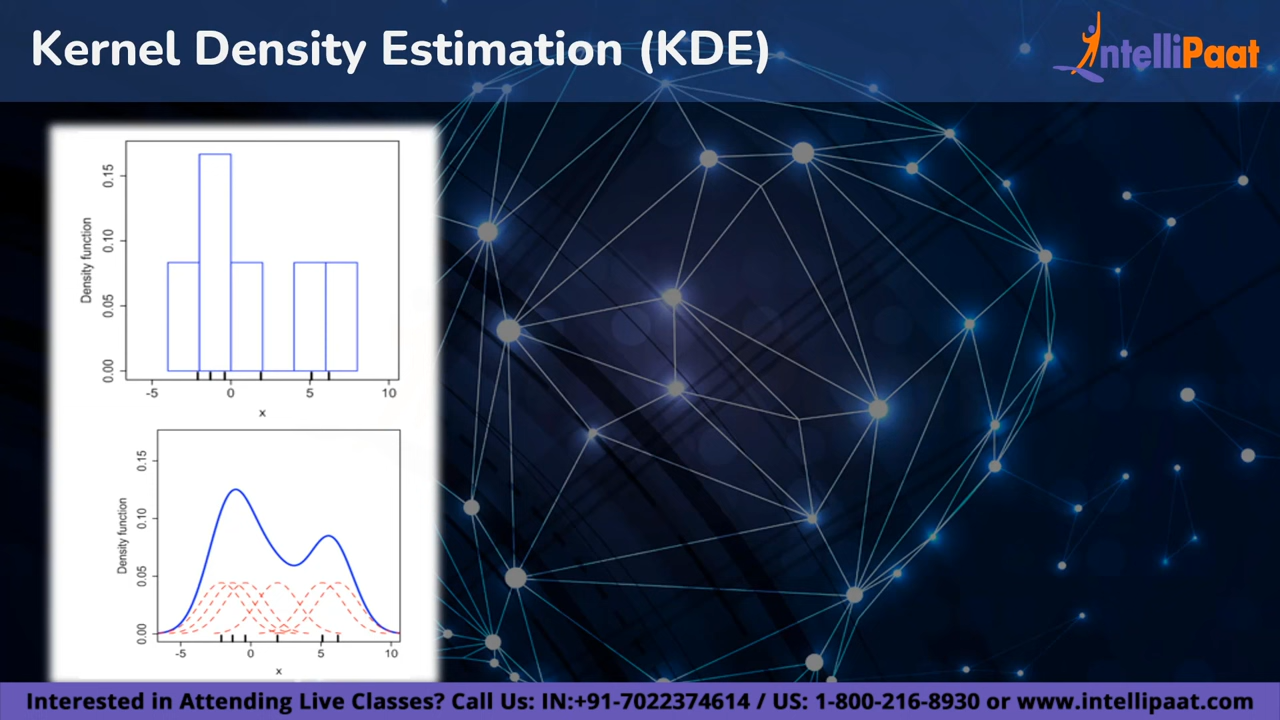 Kernel Density Estimation (KDE)
IntelliPaat
Density function
0.15
0.10
0.05
0.00
-5 0 5 10
x
Density function
0.15
0.10
0.05
0.00
-5 0 5 10
x
Interested in Attending Live Classes? Call Us: IN:+91-7022374614 / US: 1-800-216-8930 or www.intellipaat.com